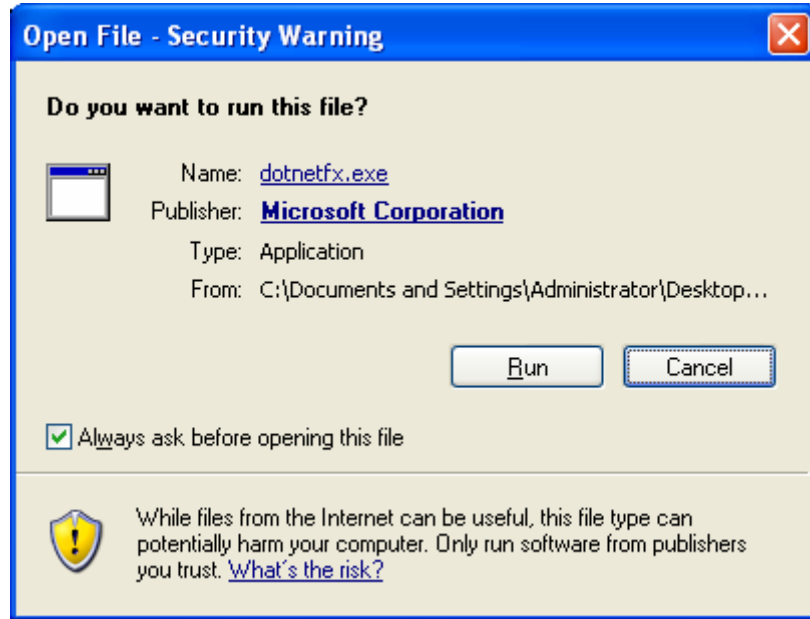 Open File - Security Warning
Do you want to run this file?
Name: dotnetfx.exe
Publisher: Microsoft Corporation
Type: Application
From: C:\Documents and Settings\Administrator\Desktop...
Run Cancel
Always ask before opening this file
While files from the Internet can be useful, this file type can
potentially harm your computer. Only run software from publishers
you trust. What's the risk?